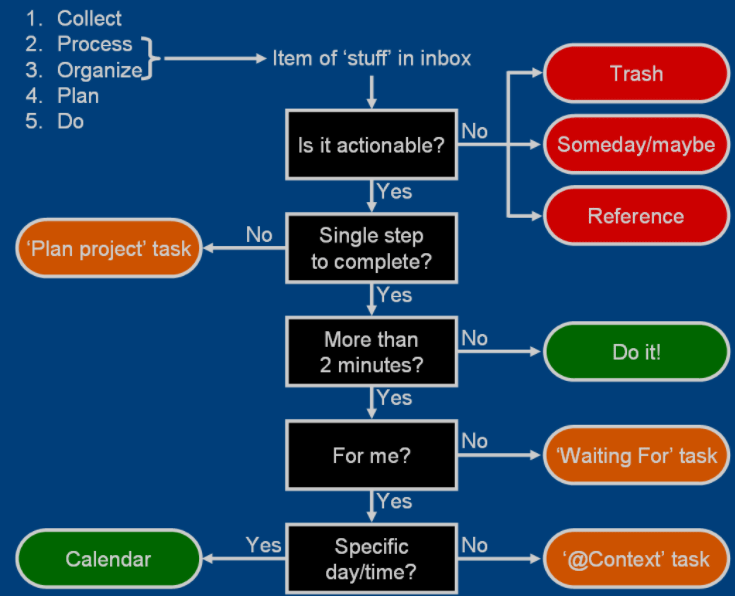 1. Collect
2. Process
3. Organize
4. Plan
5. Do
Item of ‘stuff’ in inbox
Trash
Is it actionable?
No
Someday/maybe
Yes
Reference
‘Plan project’ task
No
Single step
to complete?
Yes
More than
2 minutes?
No
Do it!
Yes
For me?
No
‘Waiting For’ task
Yes
Calendar
Yes
Specific
day/time?
No
‘@Context’ task